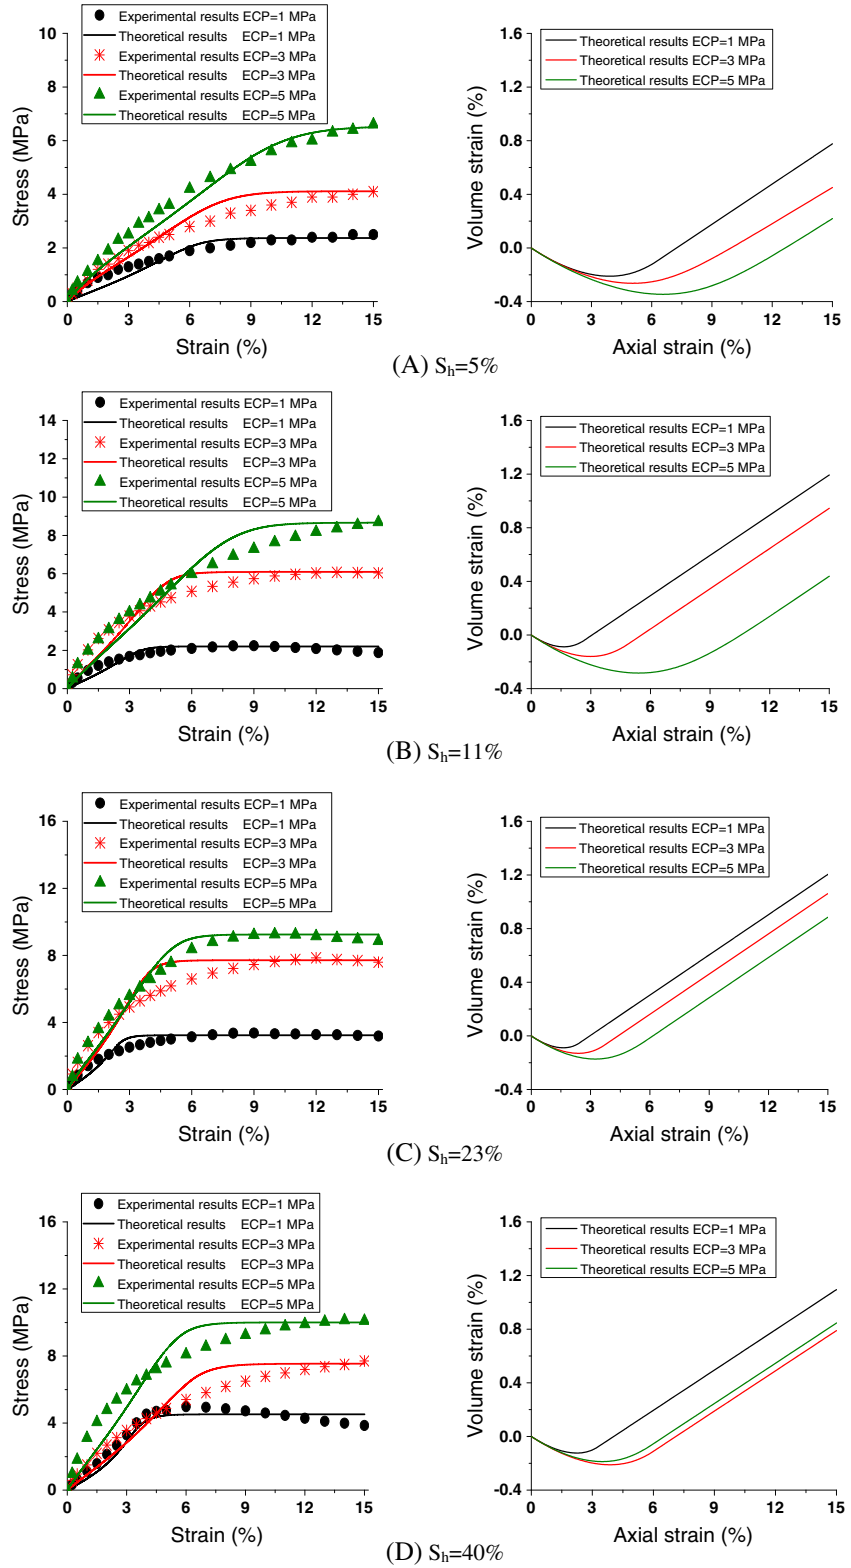 Experimental results ECP=1 MPa
Theoretical results ECP=1 MPa
Experimental results ECP=3 MPa
Theoretical results ECP=3 MPa
Experimental results ECP=5 MPa
Theoretical results ECP=5 MPa
10
8
6
4
2
0
Stress (MPa)
0 3 6 9 12 15
Strain (%)
Theoretical results ECP=1 MPa
Theoretical results ECP=3 MPa
Theoretical results ECP=5 MPa
1.6
1.2
0.8
0.4
0.0
-0.4
Volume strain (%)
0 3 6 9 12 15
Axial strain (%)
(A) Sh=5%
Experimental results ECP=1 MPa
Theoretical results ECP=1 MPa
Experimental results ECP=3 MPa
Theoretical results ECP=3 MPa
Experimental results ECP=5 MPa
Theoretical results ECP=5 MPa
14
12
10
8
6
4
2
0
Stress (MPa)
0 3 6 9 12 15
Strain (%)
Theoretical results ECP=1 MPa
Theoretical results ECP=3 MPa
Theoretical results ECP=5 MPa
1.6
1.2
0.8
0.4
0.0
-0.4
Volume strain (%)
0 3 6 9 12 15
Axial strain (%)
(B) Sh=11%
Experimental results ECP=1 MPa
Theoretical results ECP=1 MPa
Experimental results ECP=3 MPa
Theoretical results ECP=3 MPa
Experimental results ECP=5 MPa
Theoretical results ECP=5 MPa
16
12
8
4
0
Stress (MPa)
0 3 6 9 12 15
Strain (%)
Theoretical results ECP=1 MPa
Theoretical results ECP=3 MPa
Theoretical results ECP=5 MPa
1.6
1.2
0.8
0.4
0.0
-0.4
Volume strain (%)
0 3 6 9 12 15
Axial strain (%)
(C) Sh=23%
Experimental results ECP=1 MPa
Theoretical results ECP=1 MPa
Experimental results ECP=3 MPa
Theoretical results ECP=3 MPa
Experimental results ECP=5 MPa
Theoretical results ECP=5 MPa
16
12
8
4
0
Stress (MPa)
0 3 6 9 12 15
Strain (%)
Theoretical results ECP=1 MPa
Theoretical results ECP=3 MPa
Theoretical results ECP=5 MPa
1.6
1.2
0.8
0.4
0.0
-0.4
Volume strain (%)
0 3 6 9 12 15
Axial strain (%)
(D) Sh=40%